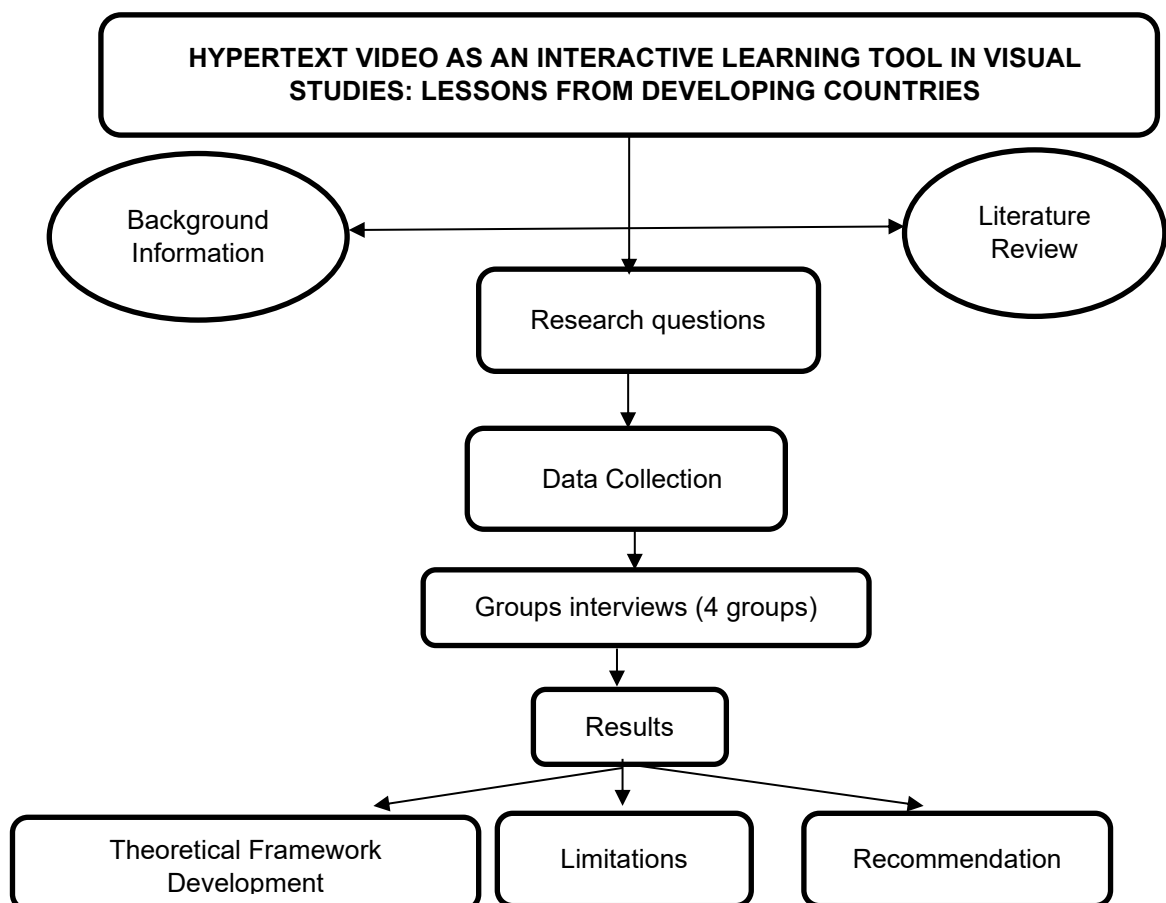 HYPERTEXT VIDEO AS AN INTERACTIVE LEARNING TOOL IN VISUAL
STUDIES: LESSONS FROM DEVELOPING COUNTRIES
Background
Information
Literature
Review
Research questions
Data Collection
Groups interviews (4 groups)
Results
Theoretical Framework
Development
Limitations
Recommendation